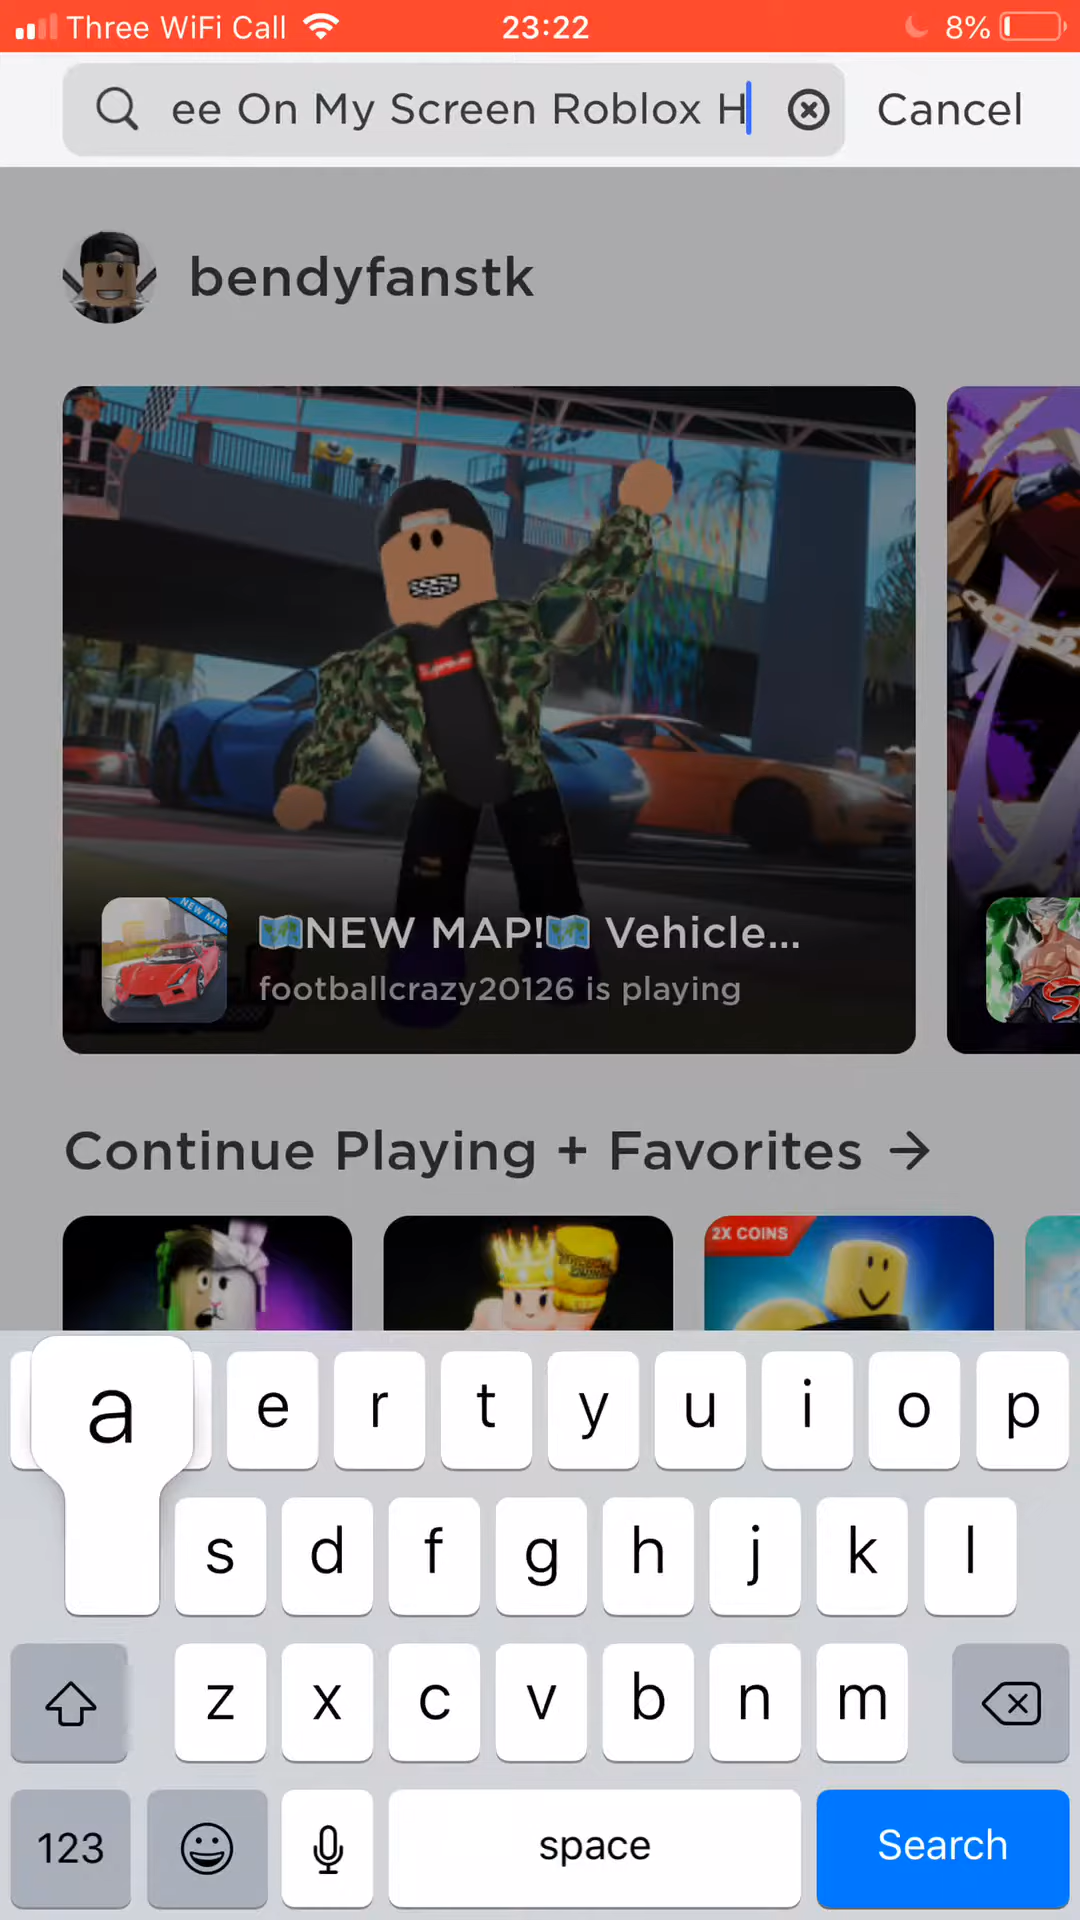 Three WiFi Call 23:22 8%
ee On My Screen Roblox H Cancel
bendyfanstk
Supreme
NEW MAP
NEW MAP! Vehicle...
footballcrazy20126 is playing
Continue Playing + Favorites →
2X COINS
a e r t y u i o p
s d f g h j k l
z x c v b n m
123 space Search